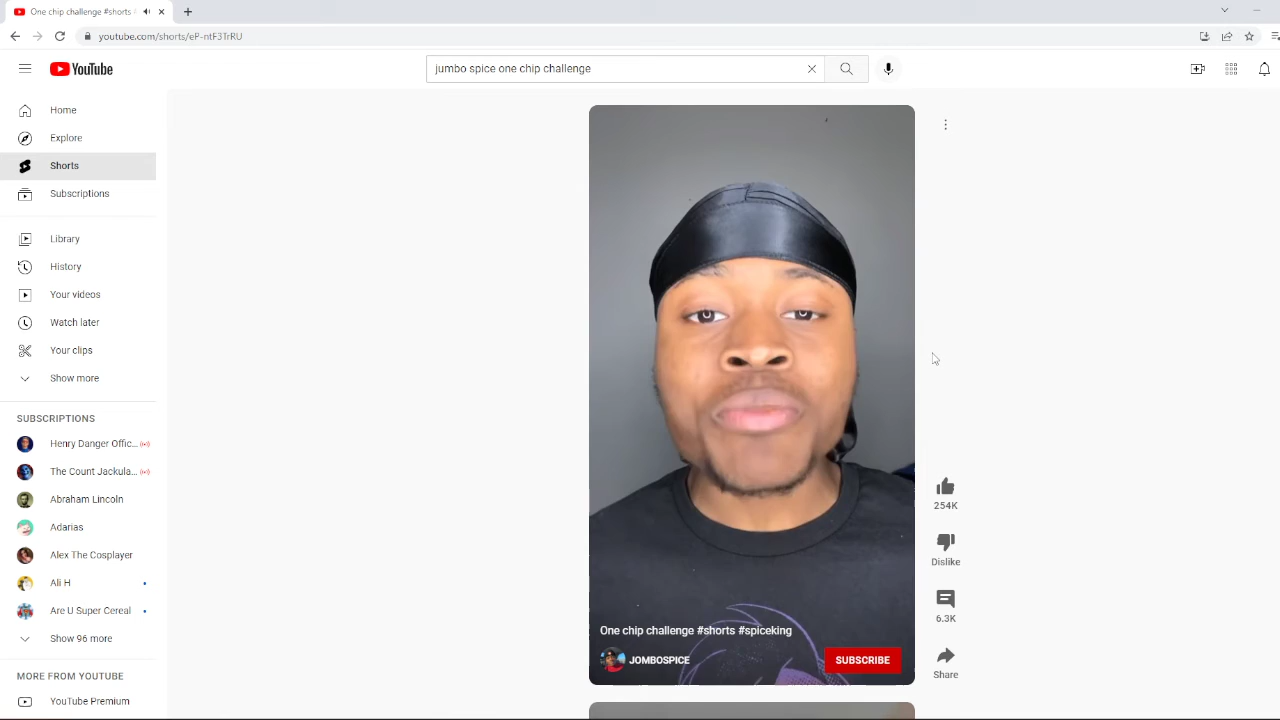 One chip challenge #shorts #
youtube.com/shorts/eP-ntF3TrRU
YouTube
jumbo spice one chip challenge
Home
Explore
Shorts
Subscriptions
Library
History
Your videos
Watch later
Your clips
Show more
SUBSCRIPTIONS
Henry Danger Offic...
The Count Jackula...
Abraham Lincoln
Adarias
Alex The Cosplayer
Ali H
Are U Super Cereal
Show 96 more
MORE FROM YOUTUBE
YouTube Premium
One chip challenge #shorts #spiceking
JOMBOSPICE
SUBSCRIBE
254K
Dislike
6.3K
Share